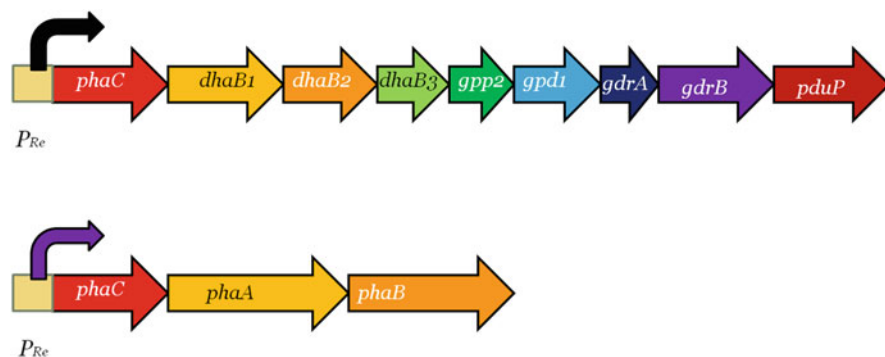 phaC dhaB1 dhaB2 dhaB3 gpp2 gpd1 gdrA gdrB pduP
PRe
phaC phaA phaB
PRe